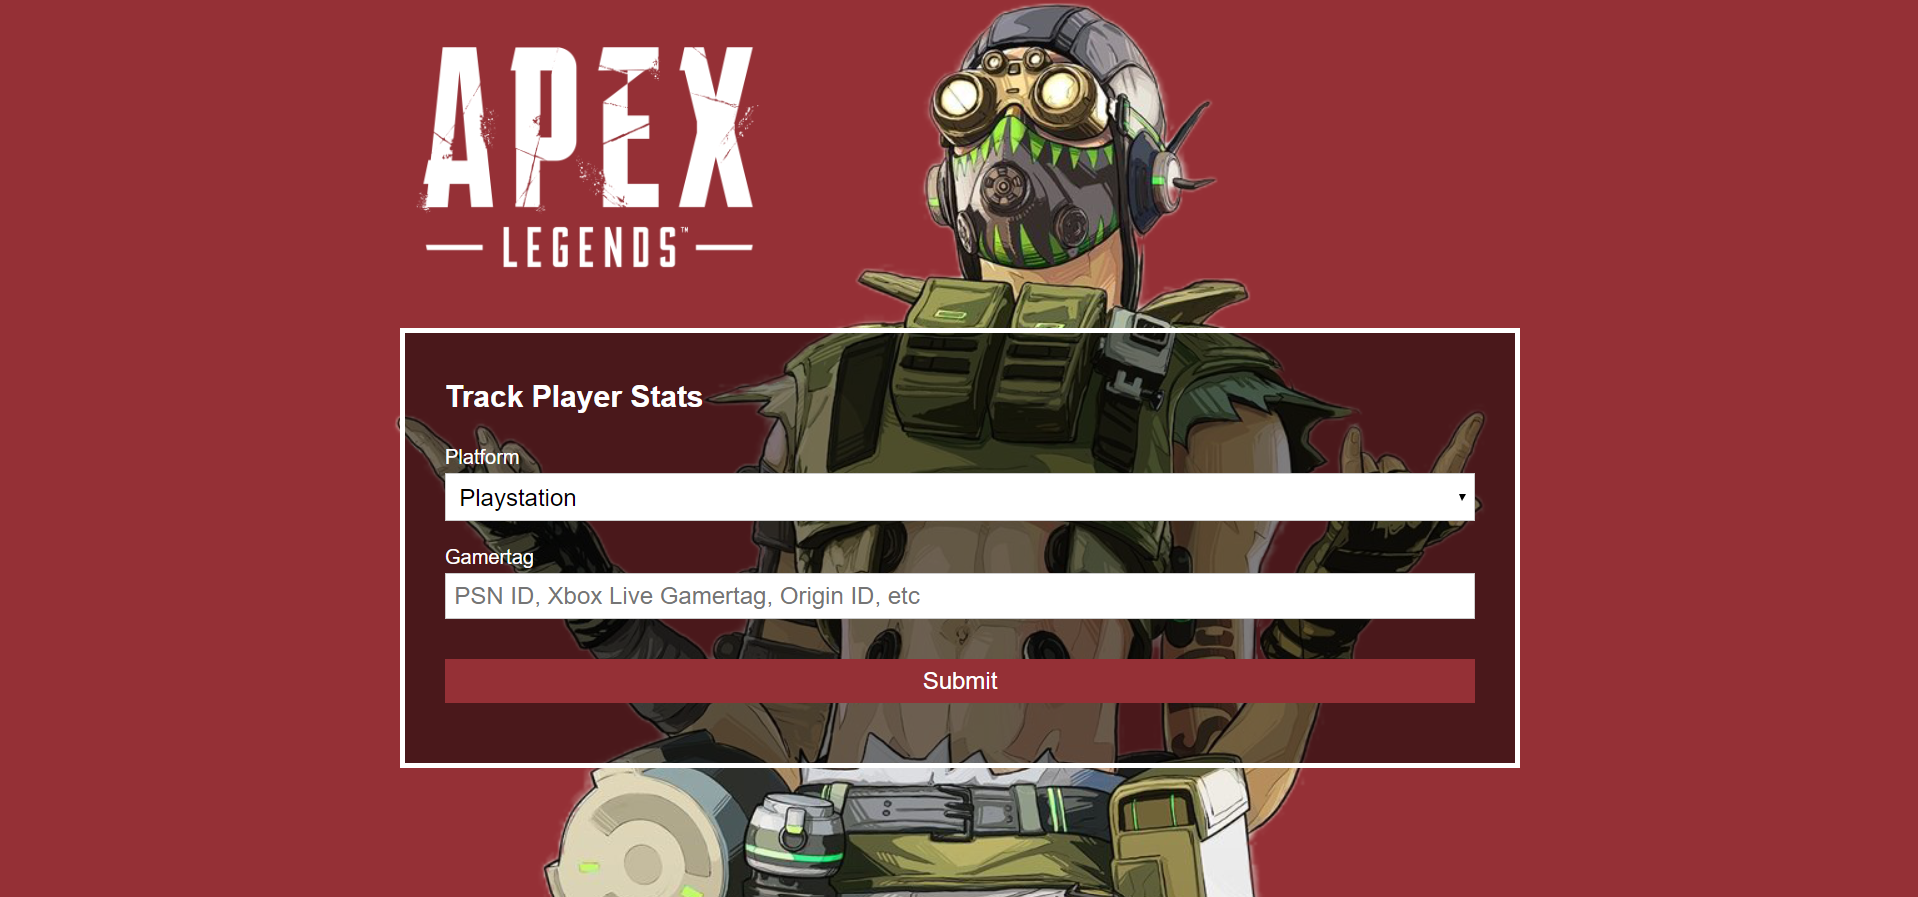 APEX
LEGENDS™
Track Player Stats
Platform
Playstation
Gamertag
PSN ID, Xbox Live Gamertag, Origin ID, etc
Submit